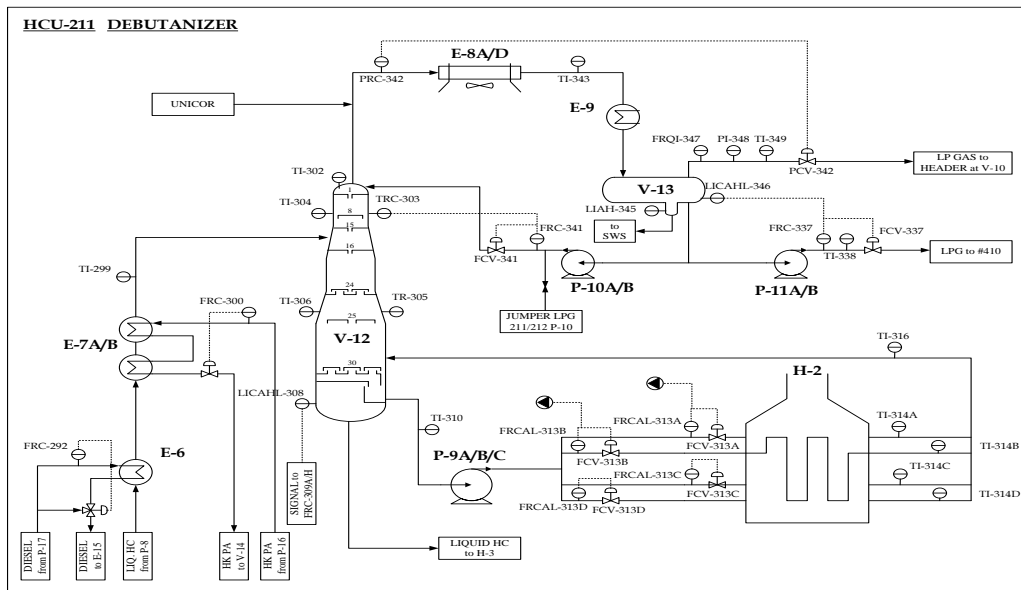 HCU-211 DEBUTANIZER
E-8A/D
PRC-342
TI-343
UNICOR
E-9
FRQI-347
PI-348
TI-349
PCV-342
LP GAS to
HEADER at V-10
TI-302
V-13
LICAHL-346
TI-304
TRC-303
LIAH-345
to
SWS
1
8
15
16
24
25
30
FRC-341
FCV-341
FRC-337
FCV-337
TI-338
LPG to #410
P-10A/B
P-11A/B
TI-299
FRC-300
TI-306
TR-305
JUMPER LPG
211/212 P-10
V-12
E-7A/B
TI-316
H-2
LICAHL-308
TI-310
FRCAL-313A
FRCAL-313B
FCV-313A
FCV-313B
TI-314A
TI-314B
FRC-292
E-6
P-9A/B/C
FRCAL-313C
FCV-313C
TI-314C
FRCAL-313D
FCV-313D
TI-314D
SIGNAL to
FRC-309A/H
LIQUID HC
to H-3
DIESEL
from P-17
DIESEL
to E-15
LIQ. HC
from P-8
HK PA
to V-14
HK PA
from P-16